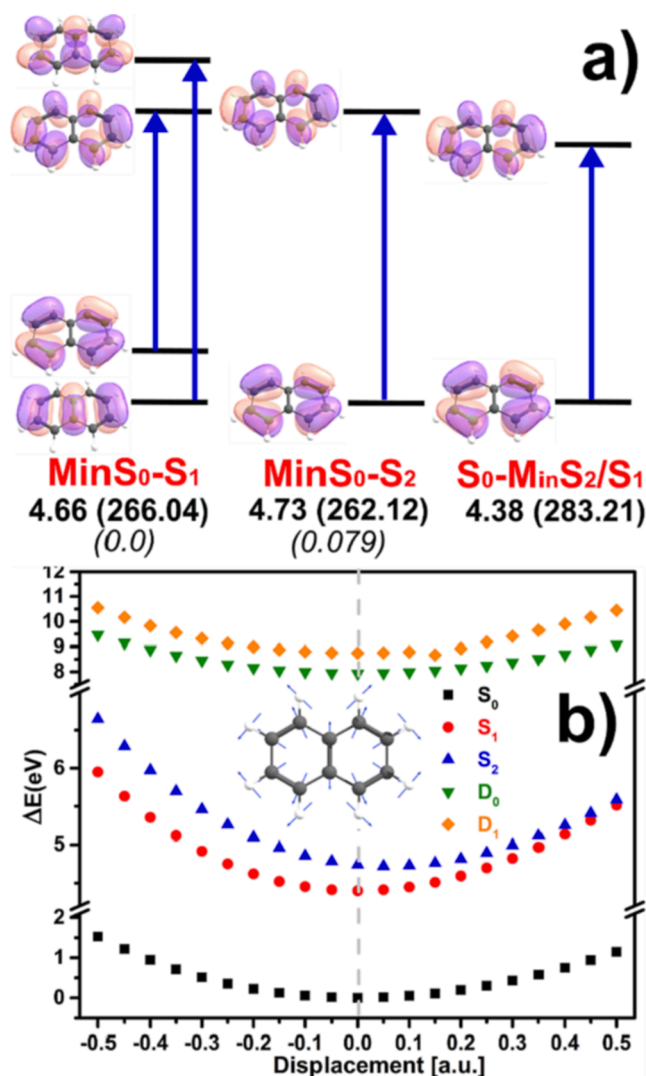 a)
MinS₀-S₁ MinS₀-S₂ S₀-MinS₂/S₁
4.66 (266.04) 4.73 (262.12) 4.38 (283.21)
(0.0) (0.079)
b)
12
11
10
9
8
6
5
2
1
0
ΔE(eV)
S₀
S₁
S₂
D₀
D₁
-0.5 -0.4 -0.3 -0.2 -0.1 0.0 0.1 0.2 0.3 0.4 0.5
Displacement [a.u.]